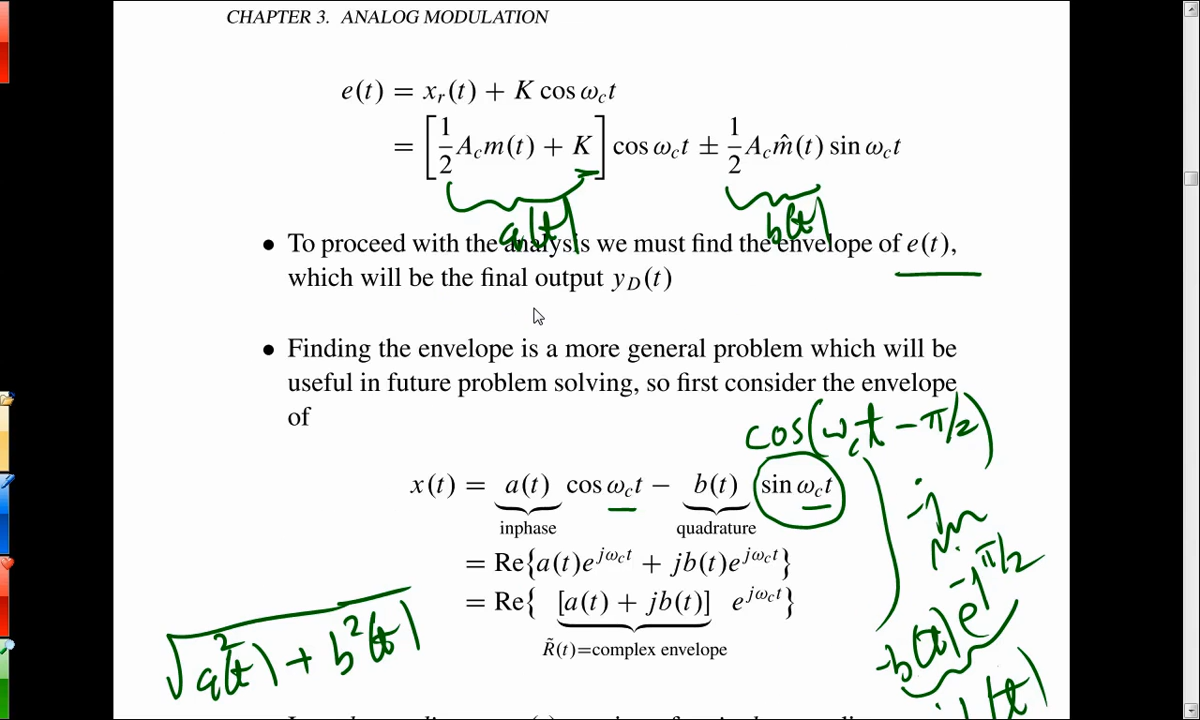 CHAPTER 3. ANALOG MODULATION
e(t) = x_r(t) + K cos ω_c t
= [1/2 A_c m(t) + K] cos ω_c t ± 1/2 A_c m̂(t) sin ω_c t
a(t) b(t)
• To proceed with the analysis we must find the envelope of e(t),
which will be the final output y_D(t)
• Finding the envelope is a more general problem which will be
useful in future problem solving, so first consider the envelope
of
cos(ω_c t − π/2)
x(t) = a(t) cos ω_c t − b(t) sin ω_c t
inphase quadrature
= Re{a(t)e^{jω_c t} + jb(t)e^{jω_c t}}
= Re{ [a(t) + jb(t)] e^{jω_c t}}
R̃(t)=complex envelope
√a²(t) + b²(t)
-b(t) e^{-jπ/2}